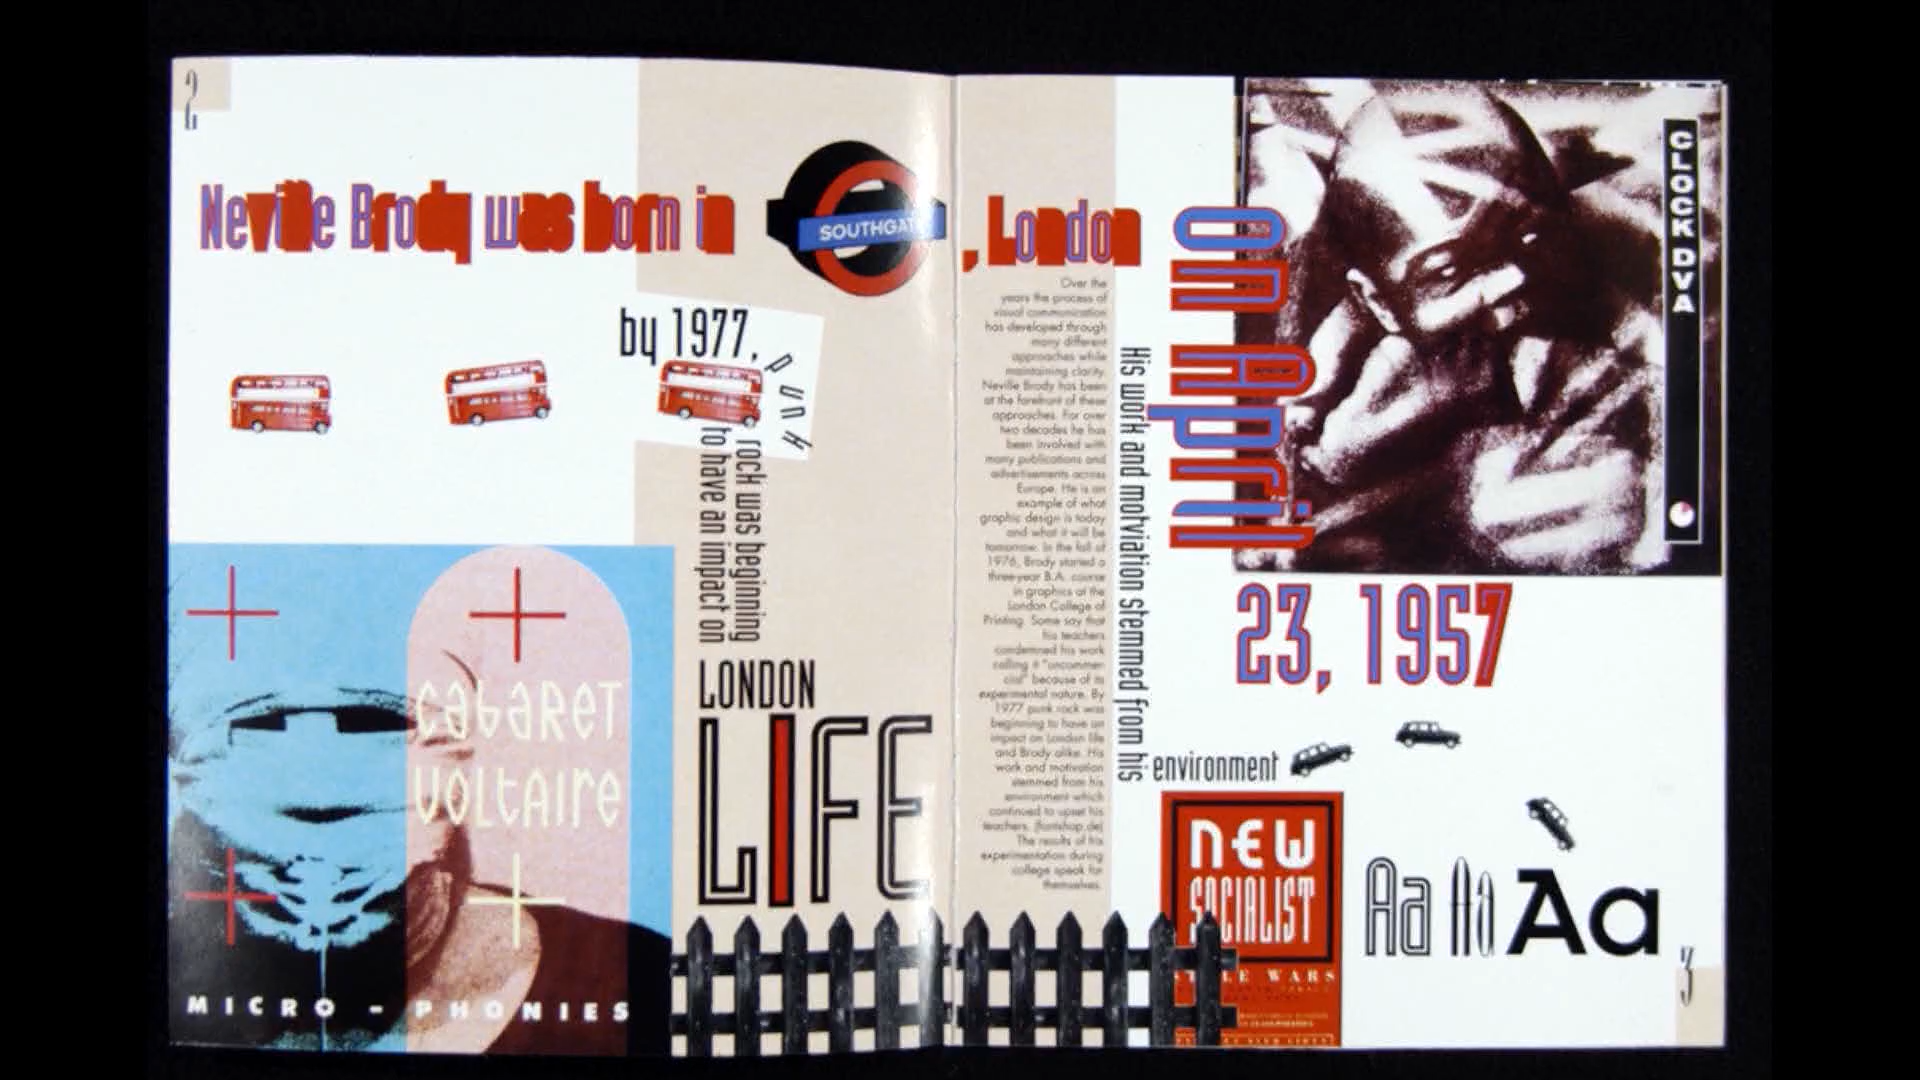 2
Neville Brody was born in
SOUTHGAT
, London
on April
23, 1957
by 1977,
punk
rock was beginning
to have an impact on
LONDON
LIFE
Over the
years the process of
visual communication
has developed through
many different
approaches while
maintaining clarity.
Neville Brody has been
at the forefront of these
approaches. For over
two decades he has
been involved with
many publications and
advertisements across
Europe. He is an
example of what
graphic design is today
and what it will be
tomorrow. In the fall of
1976, Brody started a
three-year B.A. course
in graphics at the
London College of
Printing. Some say that
his teachers
condemned his work
calling it "uncommer-
cial" because of its
experimental nature. By
1977 punk rock was
beginning to have an
impact on London life
and Brody alike. His
work and motivation
stemmed from his
environment which
continued to upset his
teachers. (fontshop.de)
The results of his
experimentation during
college speak for
themselves.
His work and motviation stemmed from his
environment
CLOCK DVA
cabaret
voltaire
MICRO-PHONIES
NEW
SOCIALIST
LE WARS
Aa Aa Aa
3